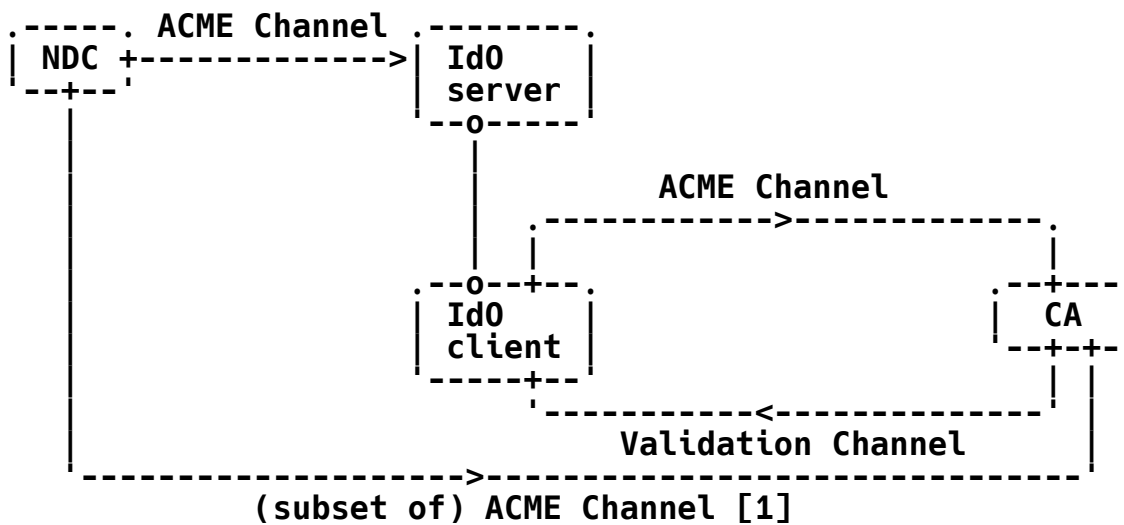 ACME Channel
NDC IdO
server
ACME Channel
IdO CA
client
Validation Channel
(subset of) ACME Channel [1]